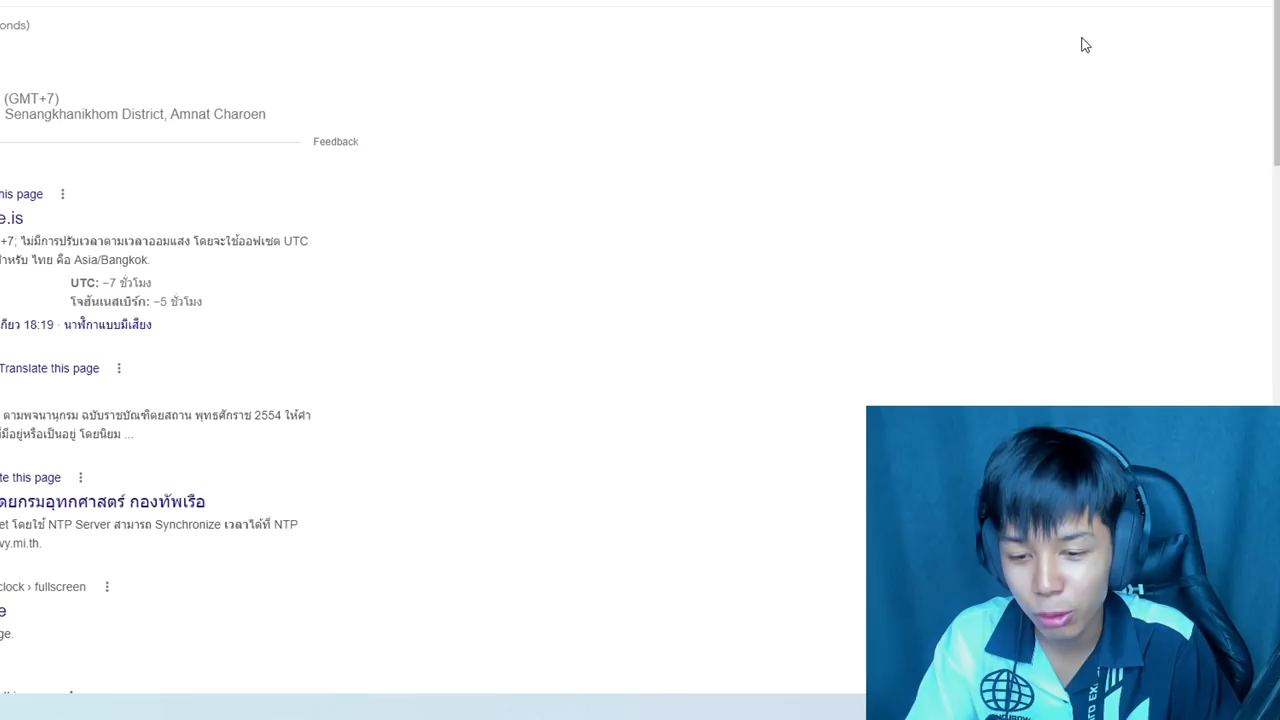 onds)
(GMT+7)
Senangkhanikhom District, Amnat Charoen
Feedback
his page
e.is
+7; ไม่มีการปรับเวลาตามเวลาออมแสง โดยจะใช้ออฟเซต UTC
สำหรับ ไทย คือ Asia/Bangkok.
UTC: −7 ชั่วโมง
โจฮันเนสเบิร์ก: −5 ชั่วโมง
เกียว 18:19 · นาฬิกาแบบมีเสียง
Translate this page
ตามพจนานุกรม ฉบับราชบัณฑิตยสถาน พุทธศักราช 2554 ให้คำ
ที่มีอยู่หรือเป็นอยู่ โดยนิยม ...
te this page
ดยกรมอุทกศาสตร์ กองทัพเรือ
et โดยใช้ NTP Server สามารถ Synchronize เวลาได้ที่ NTP
vy.mi.th.
clock › fullscreen
e
ge.